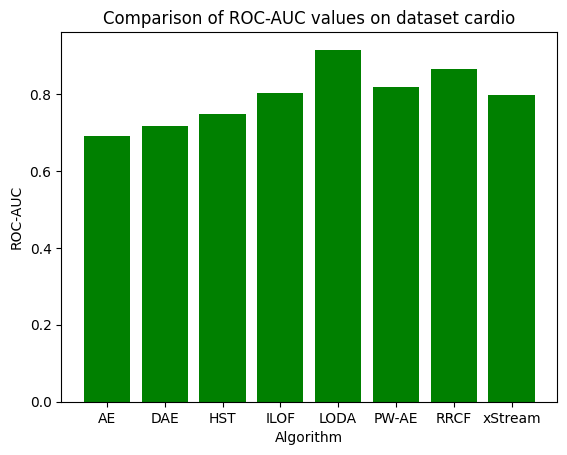 Comparison of ROC-AUC values on dataset cardio
ROC-AUC
0.8
0.6
0.4
0.2
0.0
AE DAE HST ILOF LODA PW-AE RRCF xStream
Algorithm